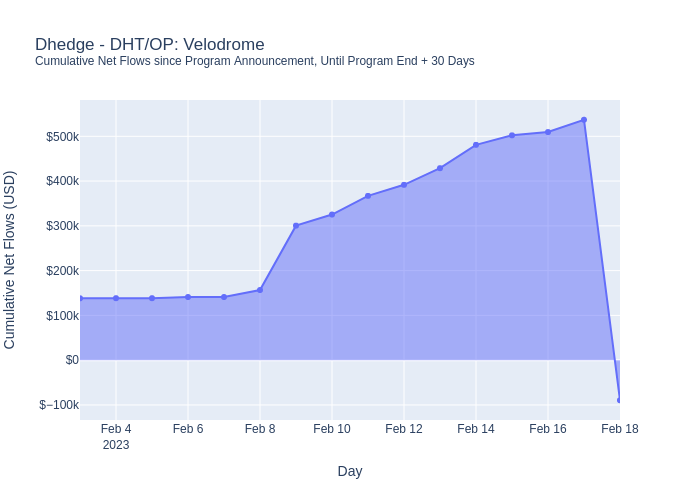 Dhedge - DHT/OP: Velodrome
Cumulative Net Flows since Program Announcement, Until Program End + 30 Days
Cumulative Net Flows (USD)
$500k
$400k
$300k
$200k
$100k
$0
$−100k
Feb 4
2023
Feb 6
Feb 8
Feb 10
Feb 12
Feb 14
Feb 16
Feb 18
Day